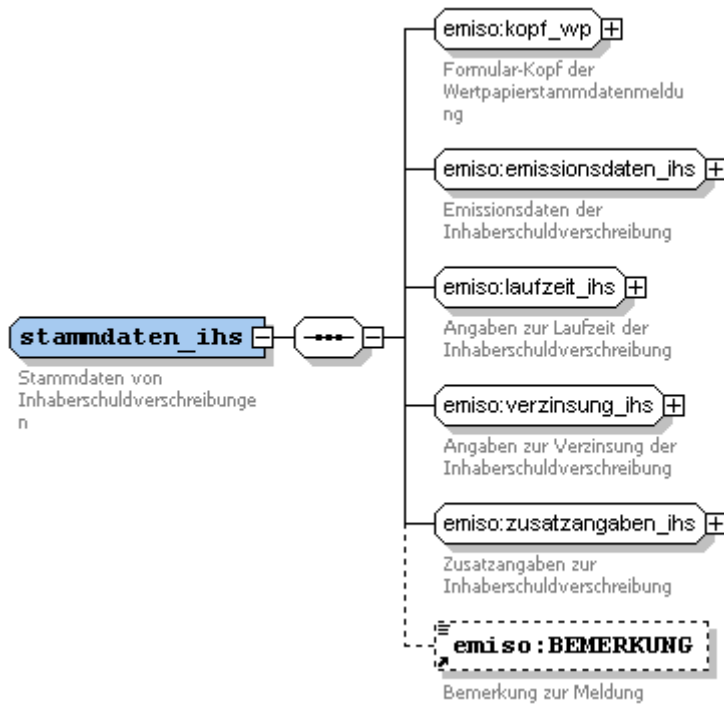 emiso:kopf_wp
Formular-Kopf der
Wertpapierstammdatenmeldu
ng
emiso:emissionsdaten_ihs
Emissionsdaten der
Inhaberschuldverschreibung
emiso:laufzeit_ihs
Angaben zur Laufzeit der
Inhaberschuldverschreibung
stammdaten_ihs
Stammdaten von
Inhaberschuldverschreibunge
n
emiso:verzinsung_ihs
Angaben zur Verzinsung der
Inhaberschuldverschreibung
emiso:zusatzangaben_ihs
Zusatzangaben zur
Inhaberschuldverschreibung
emiso:BEMERKUNG
Bemerkung zur Meldung